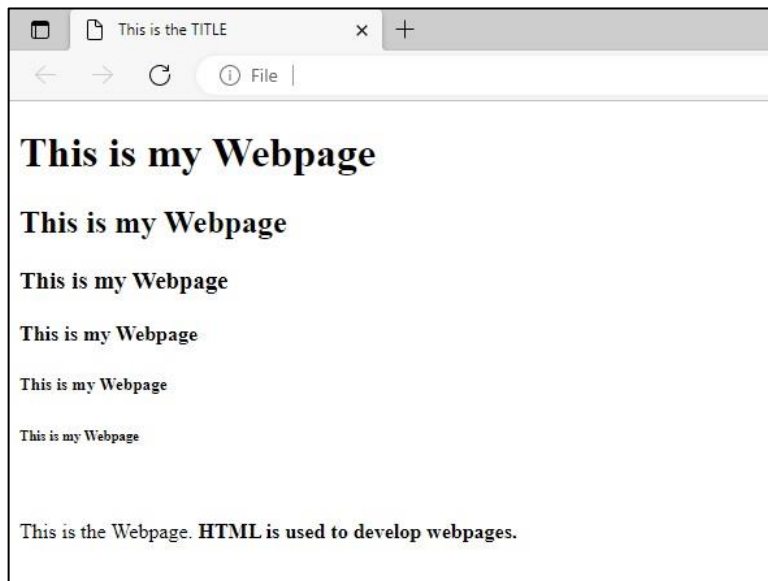 This is the TITLE
File
This is my Webpage
This is my Webpage
This is my Webpage
This is my Webpage
This is my Webpage
This is my Webpage
This is the Webpage. HTML is used to develop webpages.